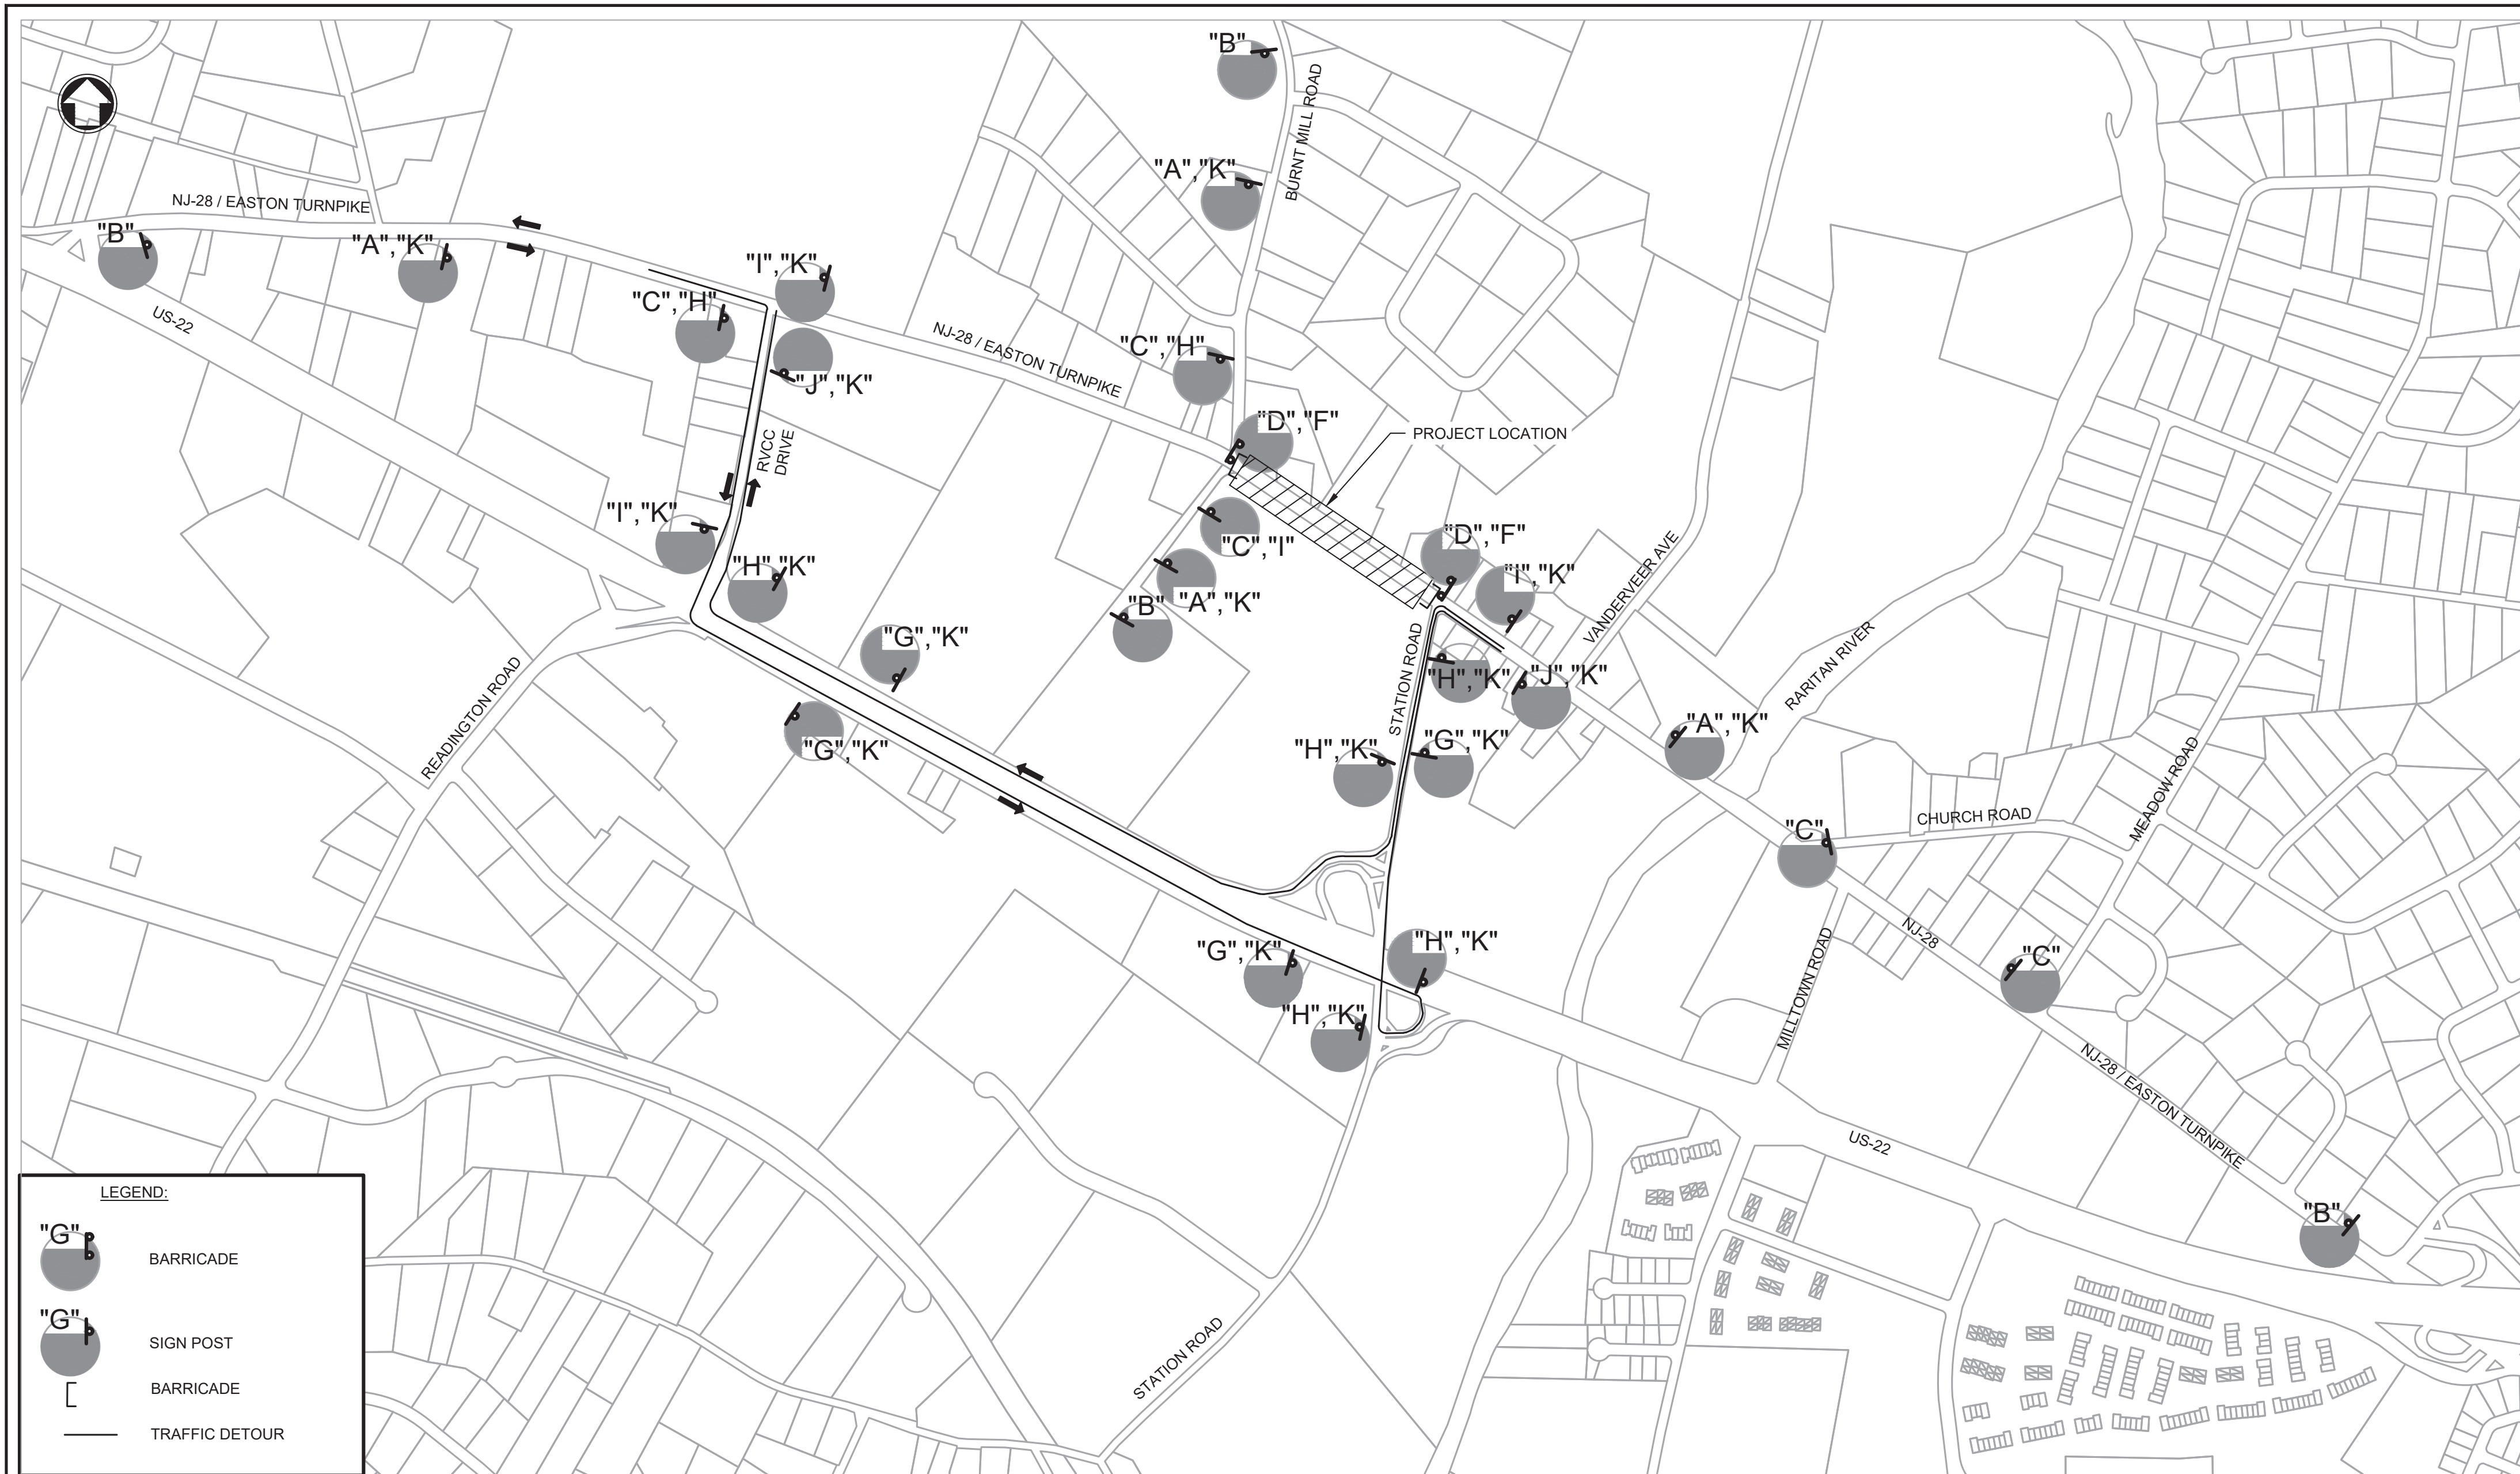 "B"
BURNT MILL ROAD
"A","K"
NJ-28 / EASTON TURNPIKE
"B"
"A","K"
"I","K"
"C","H"
US-22
NJ-28 / EASTON TURNPIKE
"C","H"
"J","K"
"D","F"
PROJECT LOCATION
RVCC
DRIVE
"I","K"
"C","I"
"D","F"
"H","K"
"I","K"
VANDERVEER AVE
"B"
"A","K"
"G","K"
STATION ROAD
RARITAN RIVER
READINGTON ROAD
"H","K"
"J","K"
"G","K"
"H","K"
"G","K"
"A","K"
MEADOW ROAD
CHURCH ROAD
"C"
"G","K"
"H","K"
MILLTOWN ROAD
NJ-28
"C"
"H","K"
NJ-28 / EASTON TURNPIKE
US-22
"B"
STATION ROAD
LEGEND:
"G"
BARRICADE
"G"
SIGN POST
BARRICADE
TRAFFIC DETOUR